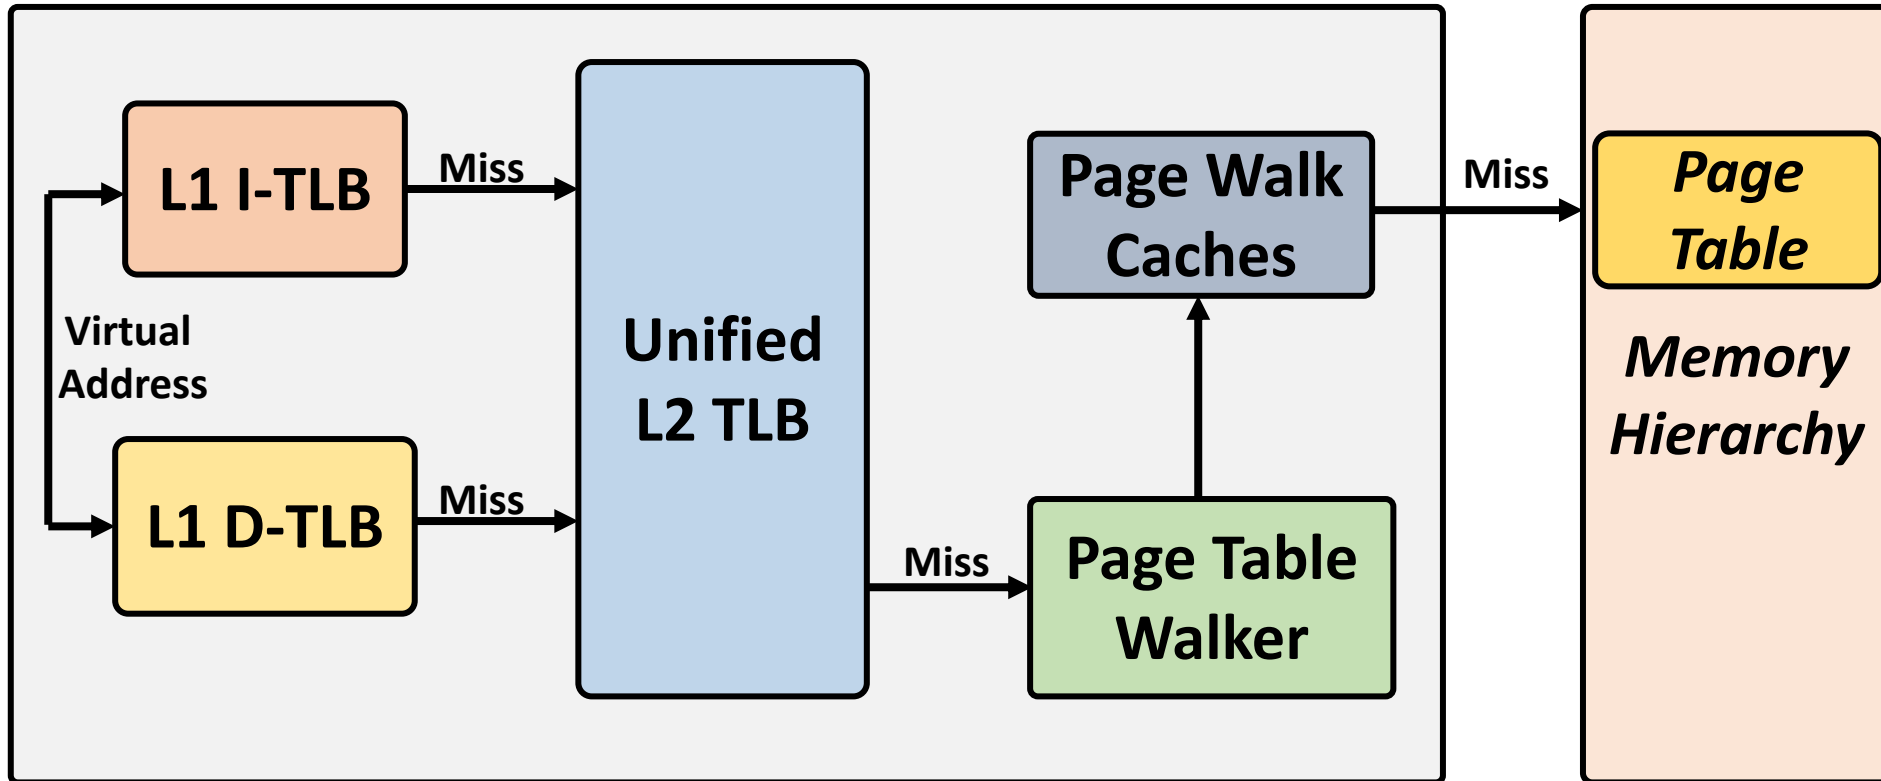 L1 I-TLB
Miss
Virtual
Address
L1 D-TLB
Miss
Unified
L2 TLB
Miss
Page Walk
Caches
Page Table
Walker
Miss
Page
Table
Memory
Hierarchy